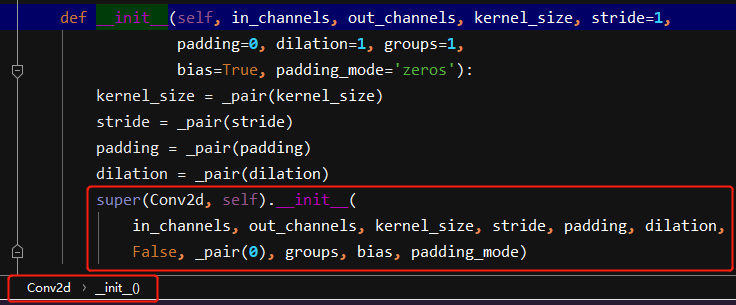 def __init__(self, in_channels, out_channels, kernel_size, stride=1,
padding=0, dilation=1, groups=1,
bias=True, padding_mode='zeros'):
kernel_size = _pair(kernel_size)
stride = _pair(stride)
padding = _pair(padding)
dilation = _pair(dilation)
super(Conv2d, self).__init__(
in_channels, out_channels, kernel_size, stride, padding, dilation,
False, _pair(0), groups, bias, padding_mode)
Conv2d › __init__()